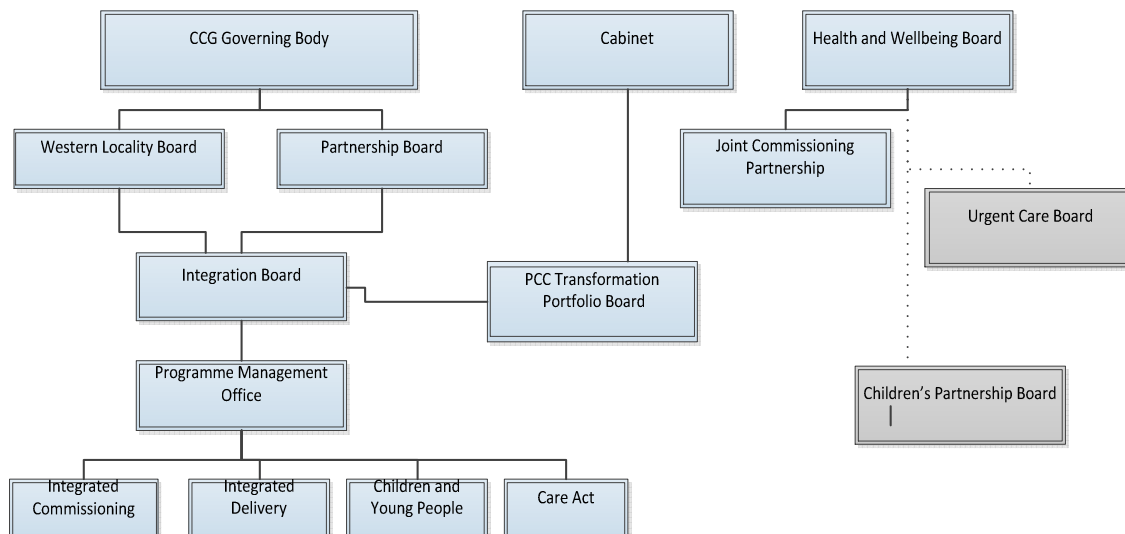 CCG Governing Body
Cabinet
Health and Wellbeing Board
Western Locality Board
Partnership Board
Joint Commissioning
Partnership
Urgent Care Board
Integration Board
PCC Transformation
Portfolio Board
Programme Management
Office
Children’s Partnership Board
Integrated
Commissioning
Integrated
Delivery
Children and
Young People
Care Act